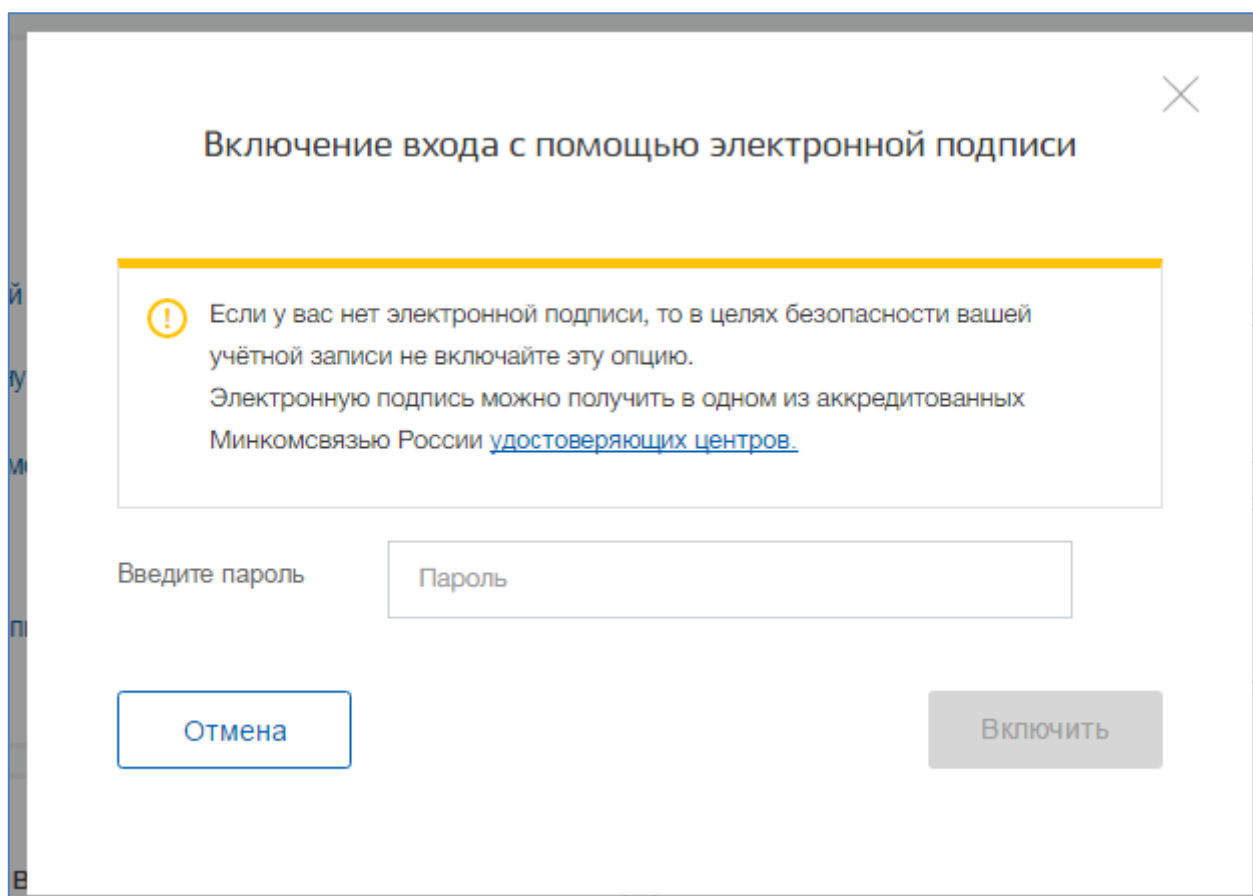 Включение входа с помощью электронной подписи
Если у вас нет электронной подписи, то в целях безопасности вашей
учётной записи не включайте эту опцию.
Электронную подпись можно получить в одном из аккредитованных
Минкомсвязью России удостоверяющих центров.
Введите пароль
Пароль
Отмена
Включить